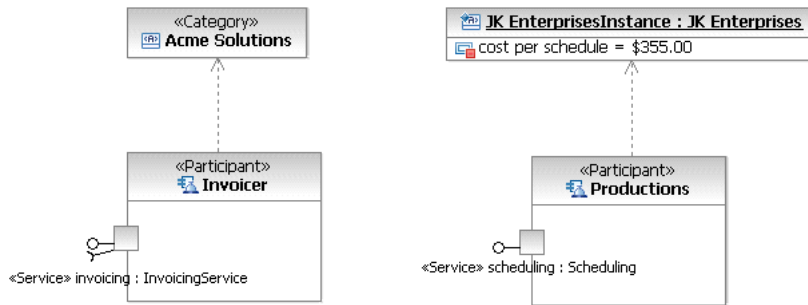 «Category»
Acme Solutions
JK EnterprisesInstance : JK Enterprises
cost per schedule = $355.00
«Participant»
Invoicer
«Service» invoicing : InvoicingService
«Participant»
Productions
«Service» scheduling : Scheduling